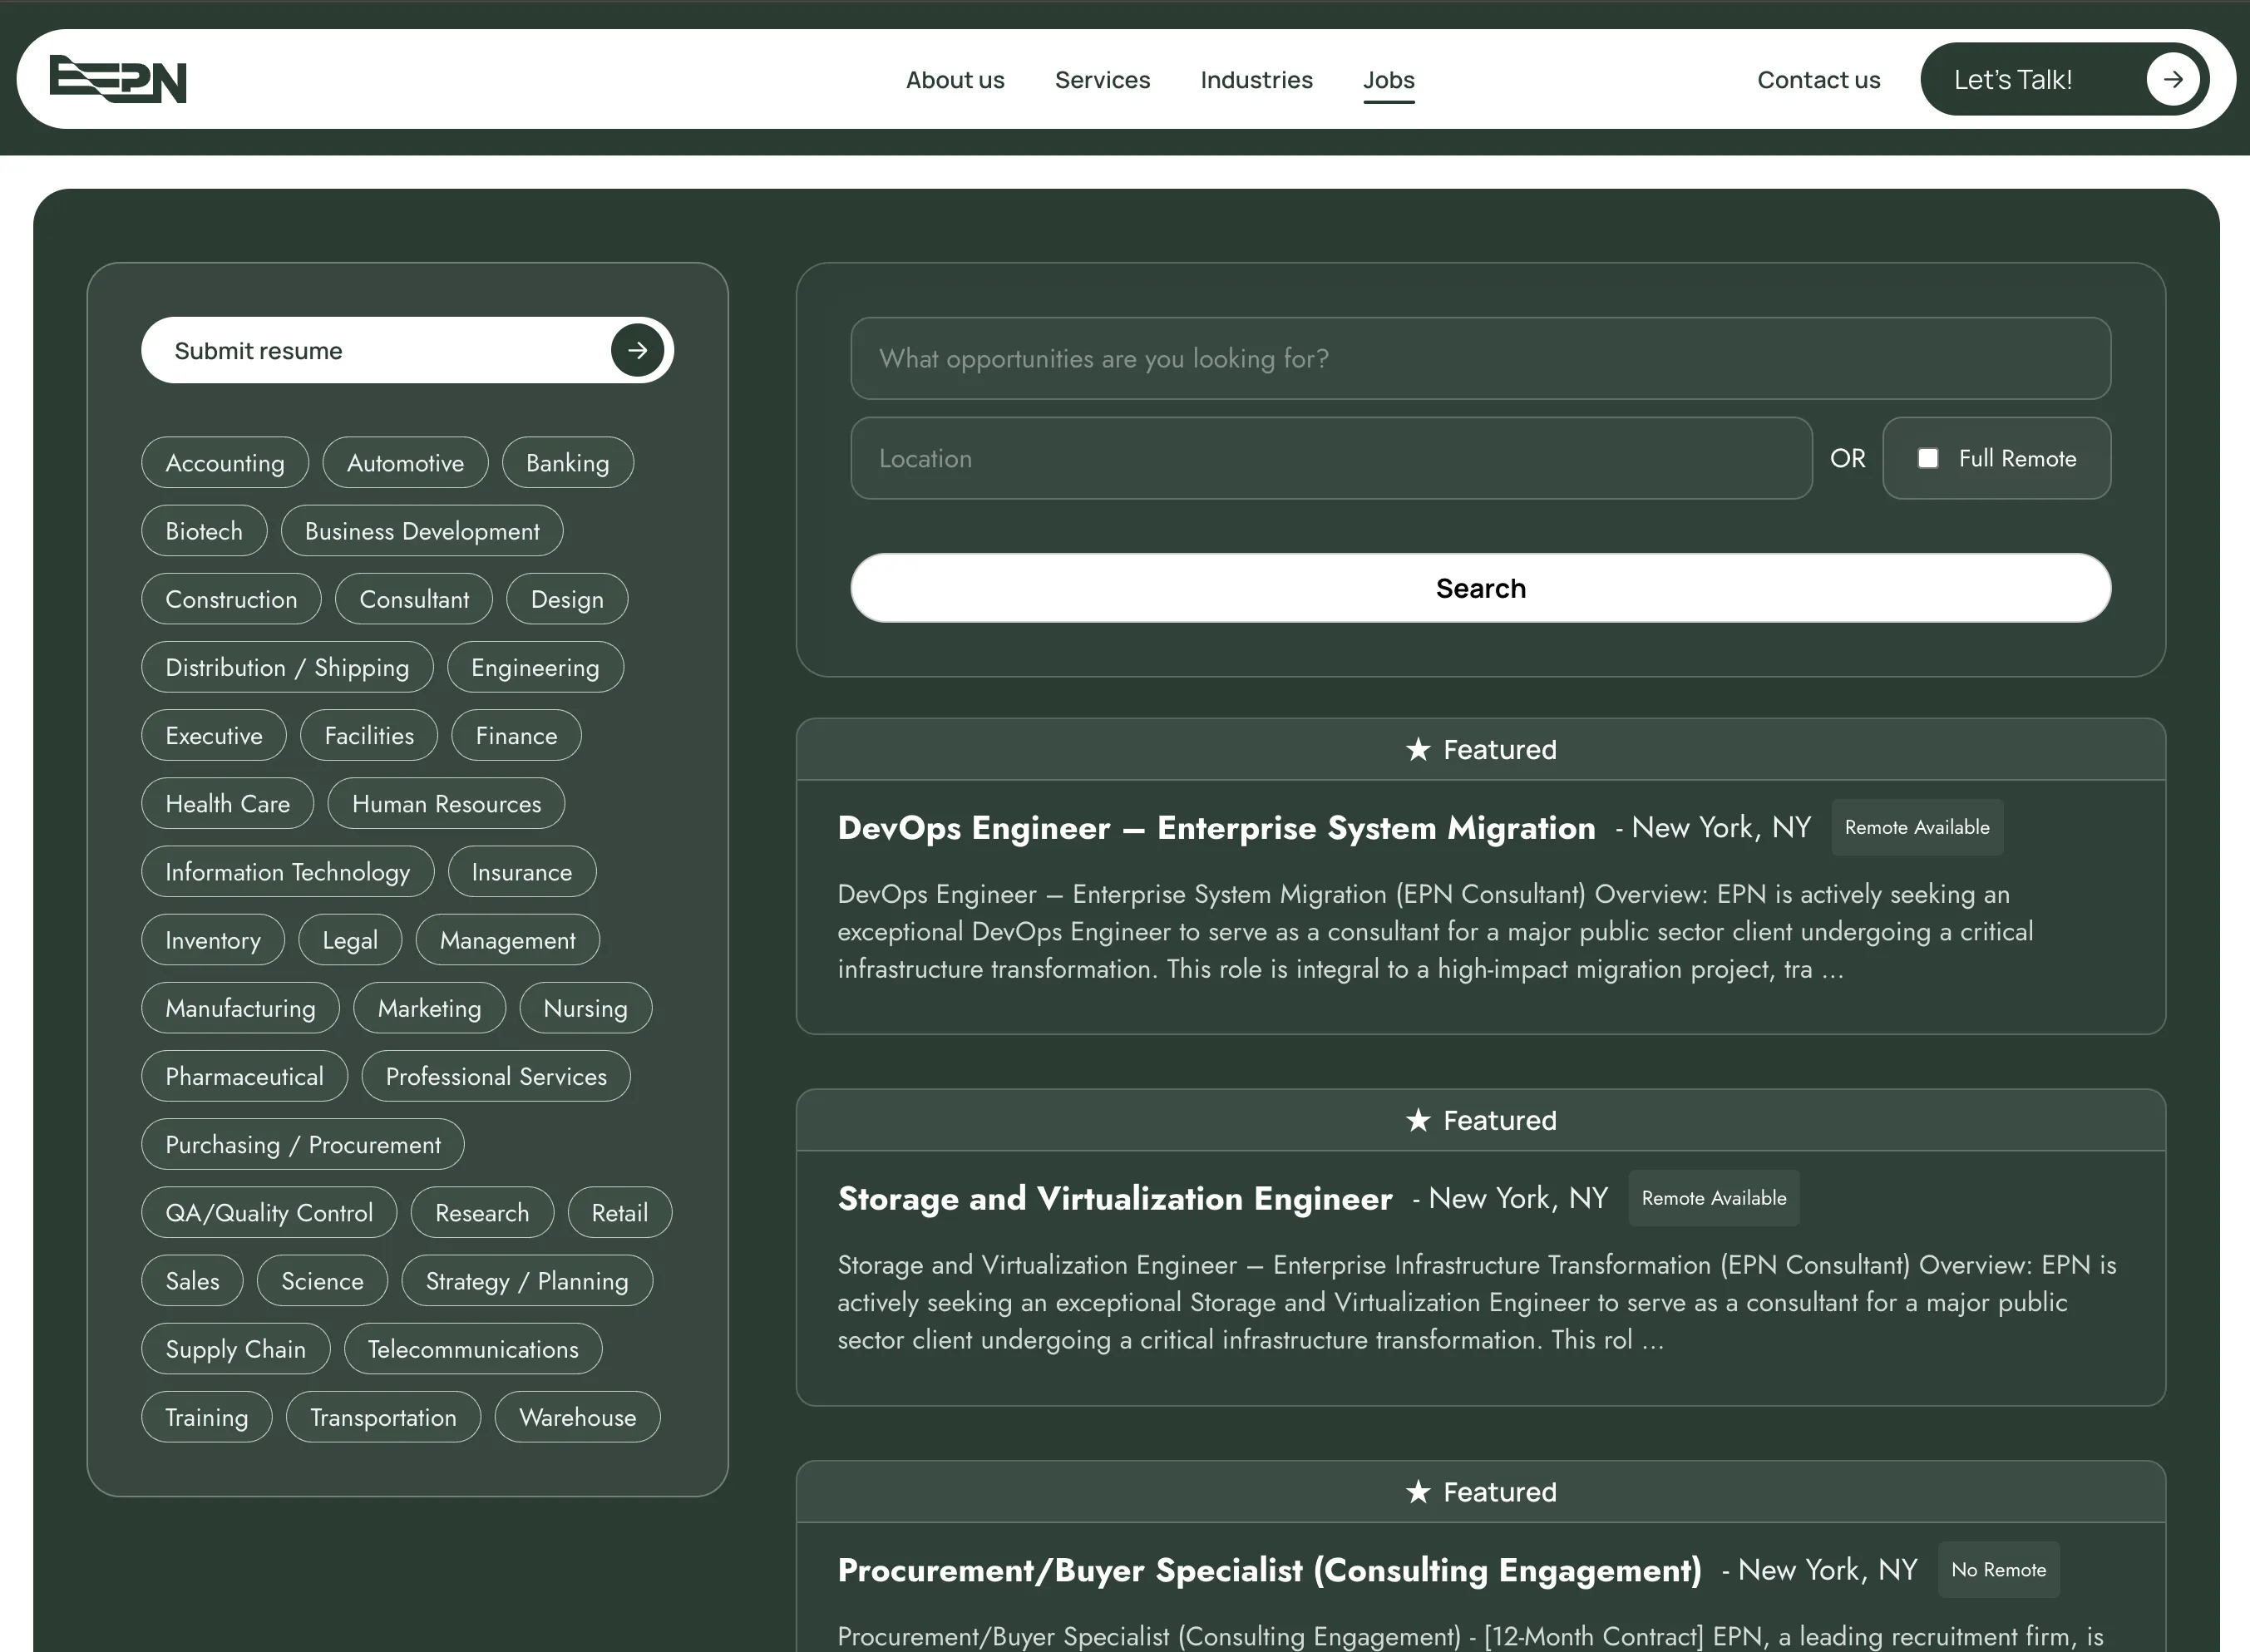 EPN
About us Services Industries Jobs Contact us Let's Talk!
Submit resume
Accounting Automotive Banking
Biotech Business Development
Construction Consultant Design
Distribution / Shipping Engineering
Executive Facilities Finance
Health Care Human Resources
Information Technology Insurance
Inventory Legal Management
Manufacturing Marketing Nursing
Pharmaceutical Professional Services
Purchasing / Procurement
QA/Quality Control Research Retail
Sales Science Strategy / Planning
Supply Chain Telecommunications
Training Transportation Warehouse
What opportunities are you looking for?
Location OR Full Remote
Search
★ Featured
DevOps Engineer – Enterprise System Migration - New York, NY Remote Available
DevOps Engineer – Enterprise System Migration (EPN Consultant) Overview: EPN is actively seeking an
exceptional DevOps Engineer to serve as a consultant for a major public sector client undergoing a critical
infrastructure transformation. This role is integral to a high-impact migration project, tra ...
★ Featured
Storage and Virtualization Engineer - New York, NY Remote Available
Storage and Virtualization Engineer – Enterprise Infrastructure Transformation (EPN Consultant) Overview: EPN is
actively seeking an exceptional Storage and Virtualization Engineer to serve as a consultant for a major public
sector client undergoing a critical infrastructure transformation. This rol ...
★ Featured
Procurement/Buyer Specialist (Consulting Engagement) - New York, NY No Remote
Procurement/Buyer Specialist (Consulting Engagement) - [12-Month Contract] EPN, a leading recruitment firm, is